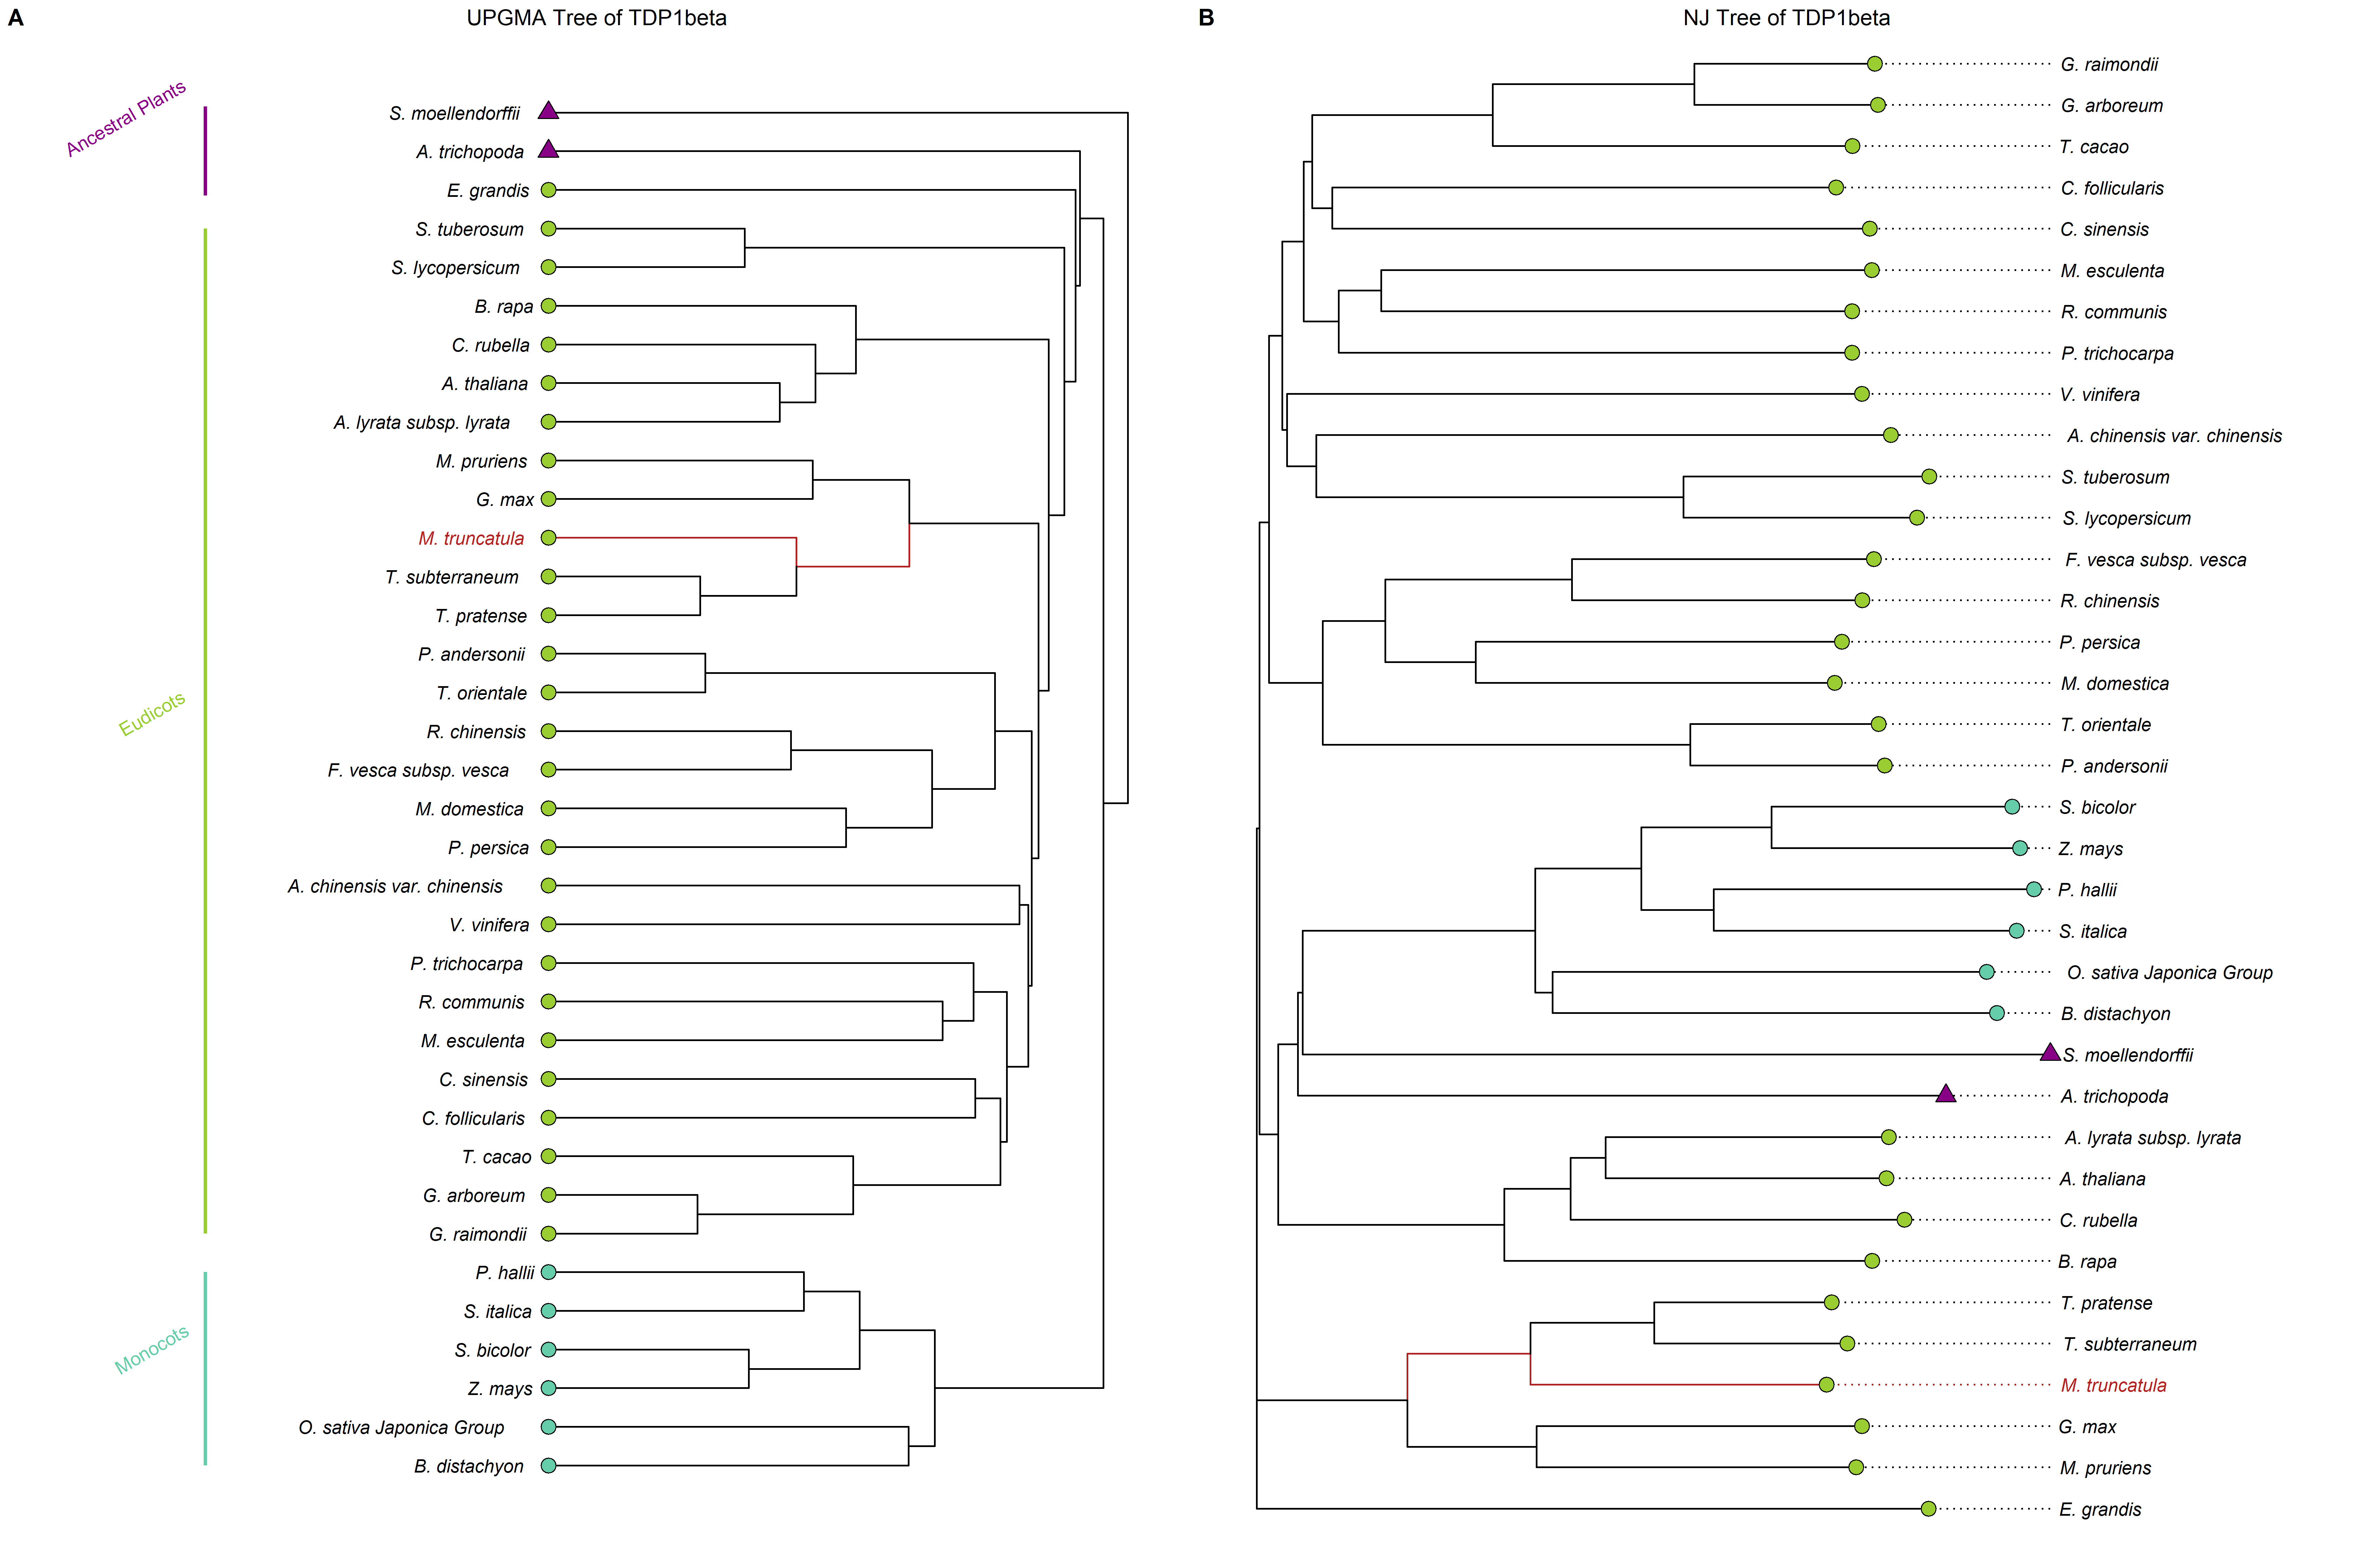 A
UPGMA Tree of TDP1beta
Ancestral Plants
Eudicots
Monocots
S. moellendorffii
A. trichopoda
E. grandis
S. tuberosum
S. lycopersicum
B. rapa
C. rubella
A. thaliana
A. lyrata subsp. lyrata
M. pruriens
G. max
M. truncatula
T. subterraneum
T. pratense
P. andersonii
T. orientale
R. chinensis
F. vesca subsp. vesca
M. domestica
P. persica
A. chinensis var. chinensis
V. vinifera
P. trichocarpa
R. communis
M. esculenta
C. sinensis
C. follicularis
T. cacao
G. arboreum
G. raimondii
P. hallii
S. italica
S. bicolor
Z. mays
O. sativa Japonica Group
B. distachyon
B
NJ Tree of TDP1beta
G. raimondii
G. arboreum
T. cacao
C. follicularis
C. sinensis
M. esculenta
R. communis
P. trichocarpa
V. vinifera
A. chinensis var. chinensis
S. tuberosum
S. lycopersicum
F. vesca subsp. vesca
R. chinensis
P. persica
M. domestica
T. orientale
P. andersonii
S. bicolor
Z. mays
P. hallii
S. italica
O. sativa Japonica Group
B. distachyon
S. moellendorffii
A. trichopoda
A. lyrata subsp. lyrata
A. thaliana
C. rubella
B. rapa
T. pratense
T. subterraneum
M. truncatula
G. max
M. pruriens
E. grandis